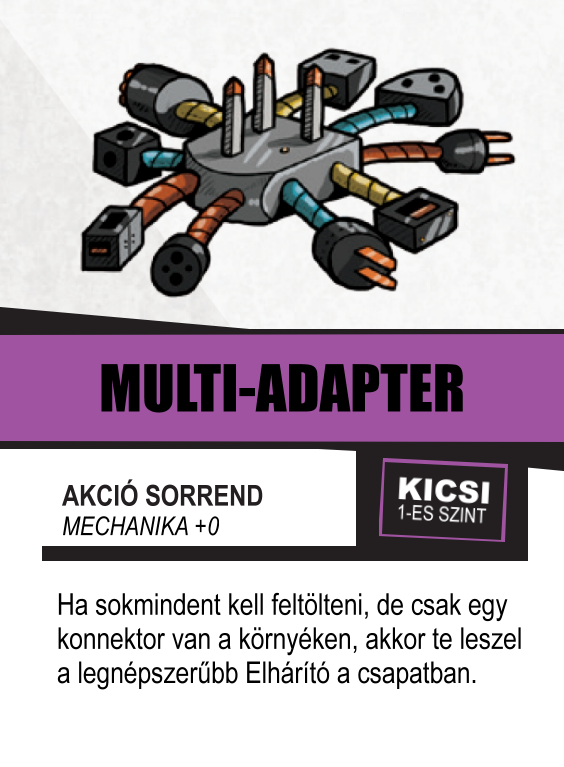 MULTI-ADAPTER
AKCIÓ SORREND
MECHANIKA +0
KICSI
1-ES SZINT
Ha sokmindent kell feltölteni, de csak egy
konnektor van a környéken, akkor te leszel
a legnépszerűbb Elhárító a csapatban.